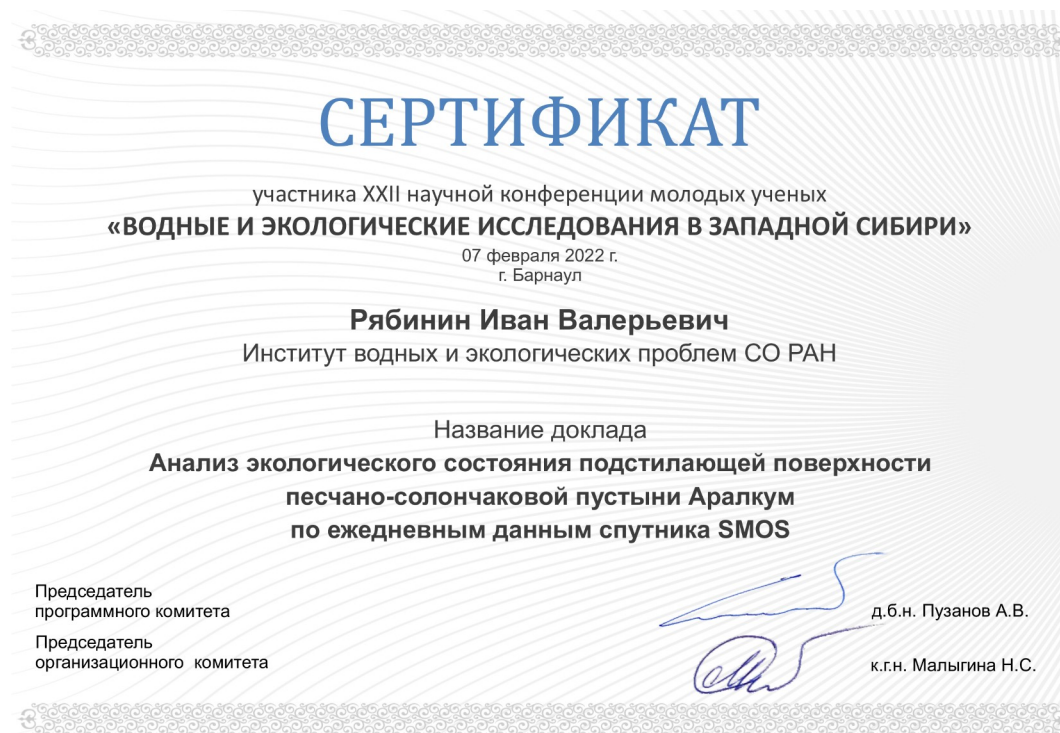 СЕРТИФИКАТ
участника XXII научной конференции молодых ученых
«ВОДНЫЕ И ЭКОЛОГИЧЕСКИЕ ИССЛЕДОВАНИЯ В ЗАПАДНОЙ СИБИРИ»
07 февраля 2022 г.
г. Барнаул
Рябинин Иван Валерьевич
Институт водных и экологических проблем СО РАН
Название доклада
Анализ экологического состояния подстилающей поверхности
песчано-солончаковой пустыни Аралкум
по ежедневным данным спутника SMOS
Председатель
программного комитета
д.б.н. Пузанов А.В.
Председатель
организационного комитета
к.г.н. Малыгина Н.С.